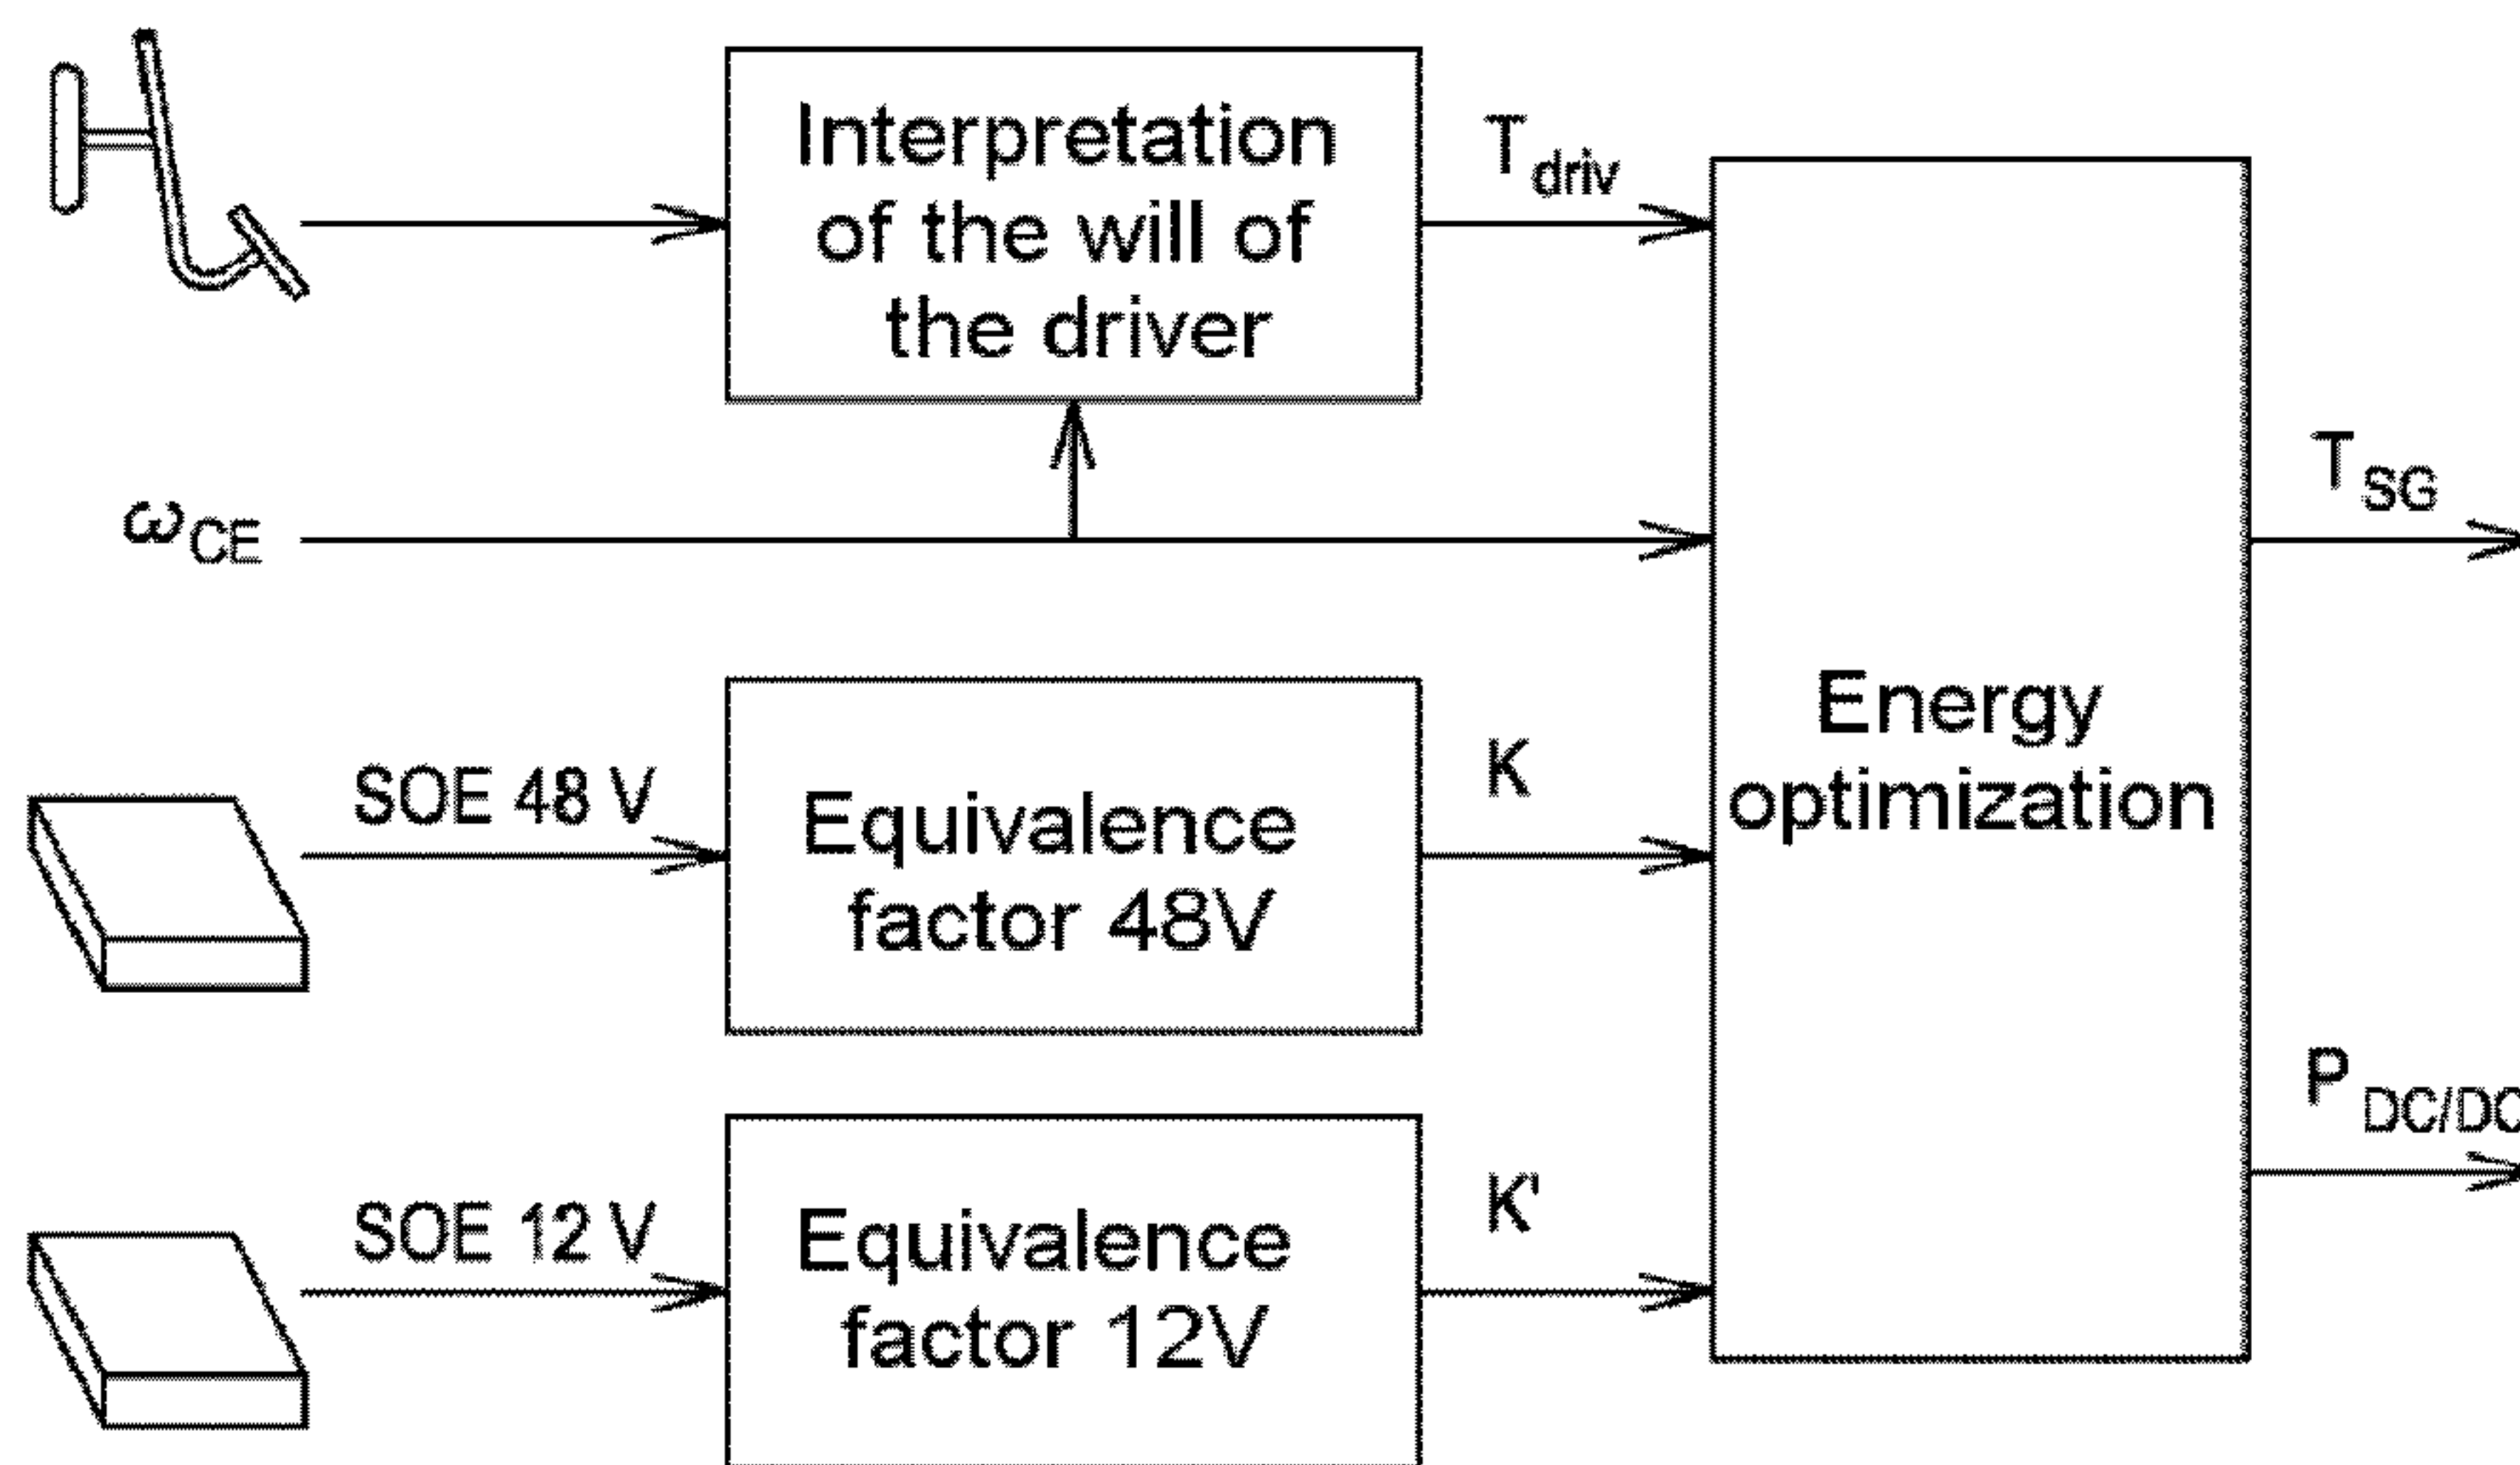 Interpretation
of the will of
the driver
T driv
ω CE
T SG
SOE 48 V
Equivalence
factor 48V
K
Energy
optimization
P DC/DC
SOE 12 V
Equivalence
factor 12V
K'